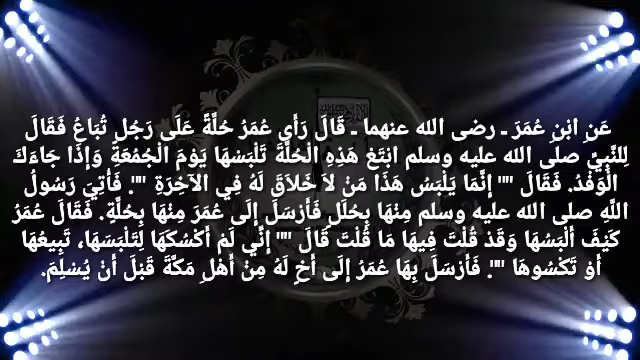 عَنِ ابْنِ عُمَرَ ـ رضى الله عنهما ـ قَالَ رَأَى عُمَرُ حُلَّةً عَلَى رَجُلٍ تُبَاعُ فَقَالَ
لِلنَّبِيِّ صلى الله عليه وسلم ابْتَعْ هَذِهِ الْحُلَّةَ تَلْبَسْهَا يَوْمَ الْجُمُعَةِ وَإِذَا جَاءَكَ
الْوَفْدُ. فَقَالَ ‏"‏‏"‏ إِنَّمَا يَلْبَسُ هَذَا مَنْ لاَ خَلاَقَ لَهُ فِي الآخِرَةِ ‏"‏‏"‏. فَأُتِيَ رَسُولُ
اللَّهِ صلى الله عليه وسلم مِنْهَا بِحُلَلٍ فَأَرْسَلَ إِلَى عُمَرَ مِنْهَا بِحُلَّةٍ. فَقَالَ عُمَرُ
كَيْفَ أَلْبَسُهَا وَقَدْ قُلْتَ فِيهَا مَا قُلْتَ قَالَ ‏"‏‏"‏ إِنِّي لَمْ أَكْسُكَهَا لِتَلْبَسَهَا، تَبِيعُهَا
أَوْ تَكْسُوهَا ‏"‏‏"‏. فَأَرْسَلَ بِهَا عُمَرُ إِلَى أَخٍ لَهُ مِنْ أَهْلِ مَكَّةَ قَبْلَ أَنْ يُسْلِمَ.